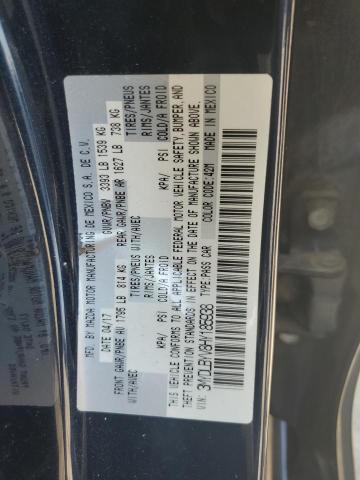 MFD. BY MAZDA MOTOR MANUFACTURING DE MEXICO S.A. DE C.V.
DATE 04/17 GVWR/PNBV 3393 LB 1539 KG
FRONT GAWR/PNBE AV 1795 LB 814 KG REAR GAWR/PNBE AR 1627 LB 738 KG
WITH/AVEC TIRES/PNEUS WITH/AVEC TIRES/PNEUS
RIMS/JANTES RIMS/JANTES
KPA/ PSI COLD/A FROID KPA/ PSI COLD/A FROID
THIS VEHICLE CONFORMS TO ALL APPLICABLE FEDERAL MOTOR VEHICLE SAFETY, BUMPER, AND
THEFT PREVENTION STANDARDS IN EFFECT ON THE DATE OF MANUFACTURE SHOWN ABOVE.
TYPE:PASS CAR COLOR CODE:42M MADE IN MEXICO
VIN: